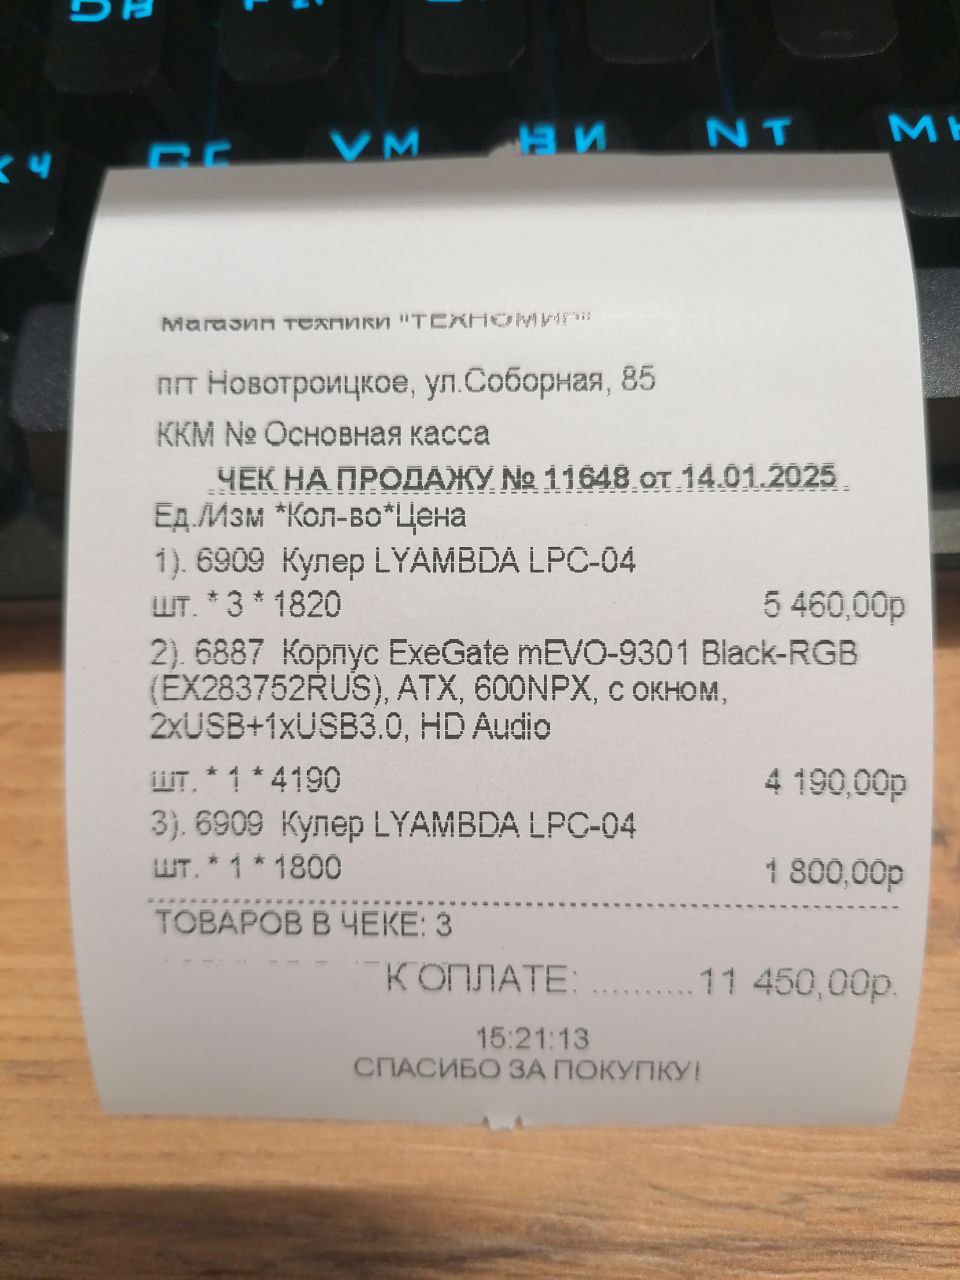 Магазин техники "ТЕХНОМИР"
пгт Новотроицкое, ул.Соборная, 85
ККМ № Основная касса
ЧЕК НА ПРОДАЖУ № 11648 от 14.01.2025
Ед./Изм *Кол-во*Цена
1). 6909 Кулер LYAMBDA LPC-04
шт. * 3 * 1820 5 460,00р
2). 6887 Корпус ExeGate mEVO-9301 Black-RGB
(EX283752RUS), ATX, 600NPX, с окном,
2xUSB+1xUSB3.0, HD Audio
шт. * 1 * 4190 4 190,00р
3). 6909 Кулер LYAMBDA LPC-04
шт. * 1 * 1800 1 800,00р
ТОВАРОВ В ЧЕКЕ: 3
К ОПЛАТЕ: ..........11 450,00р.
15:21:13
СПАСИБО ЗА ПОКУПКУ!